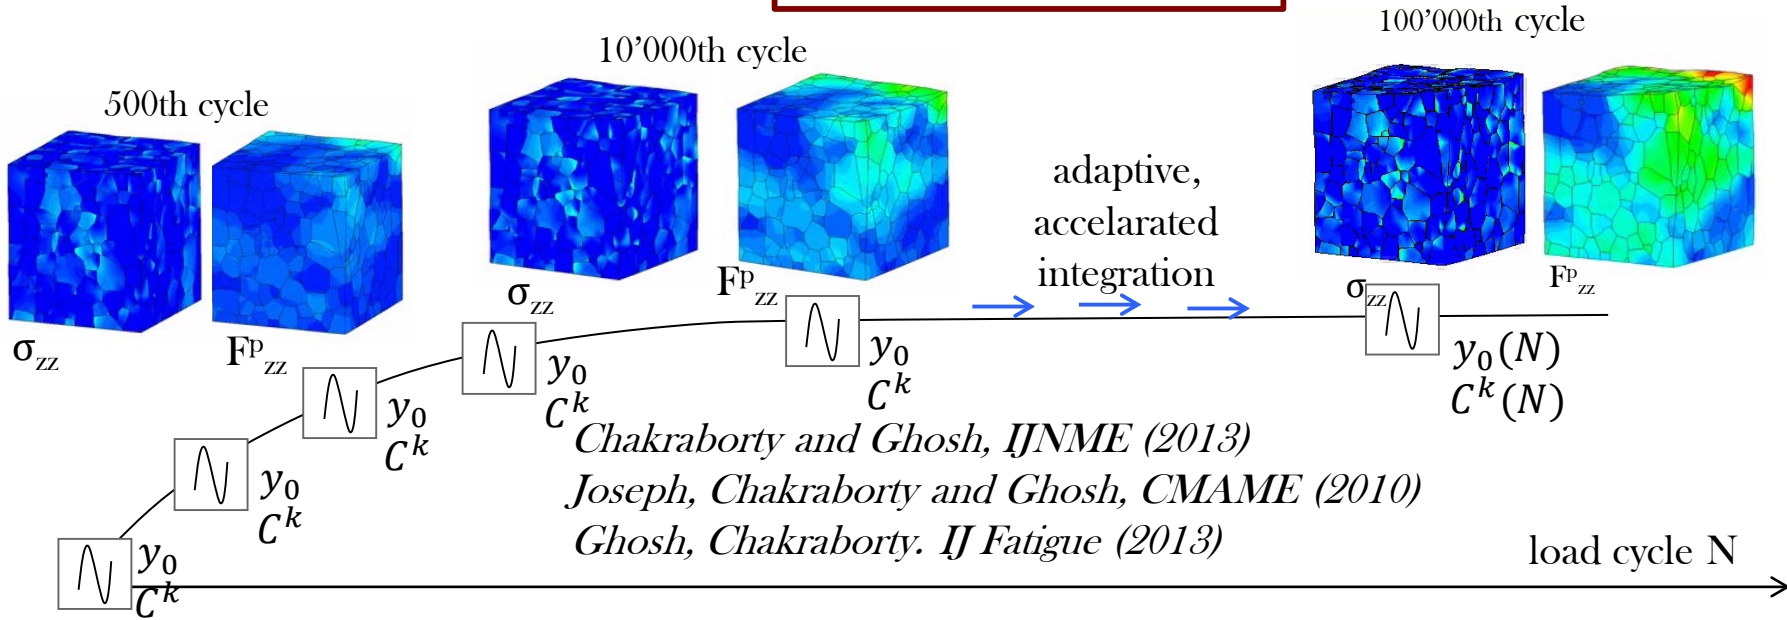 100'000th cycle
10’000th cycle
500th cycle
adaptive,
accelarated
integration
σzz
Fᵖzz
σzz
Fᵖzz
σzz
Fᵖzz
y₀
Cᵏ
y₀
Cᵏ
y₀
Cᵏ
y₀
Cᵏ
y₀
Cᵏ
y₀(N)
Cᵏ(N)
Chakraborty and Ghosh, IJNME (2013)
Joseph, Chakraborty and Ghosh, CMAME (2010)
Ghosh, Chakraborty. IJ Fatigue (2013)
load cycle N